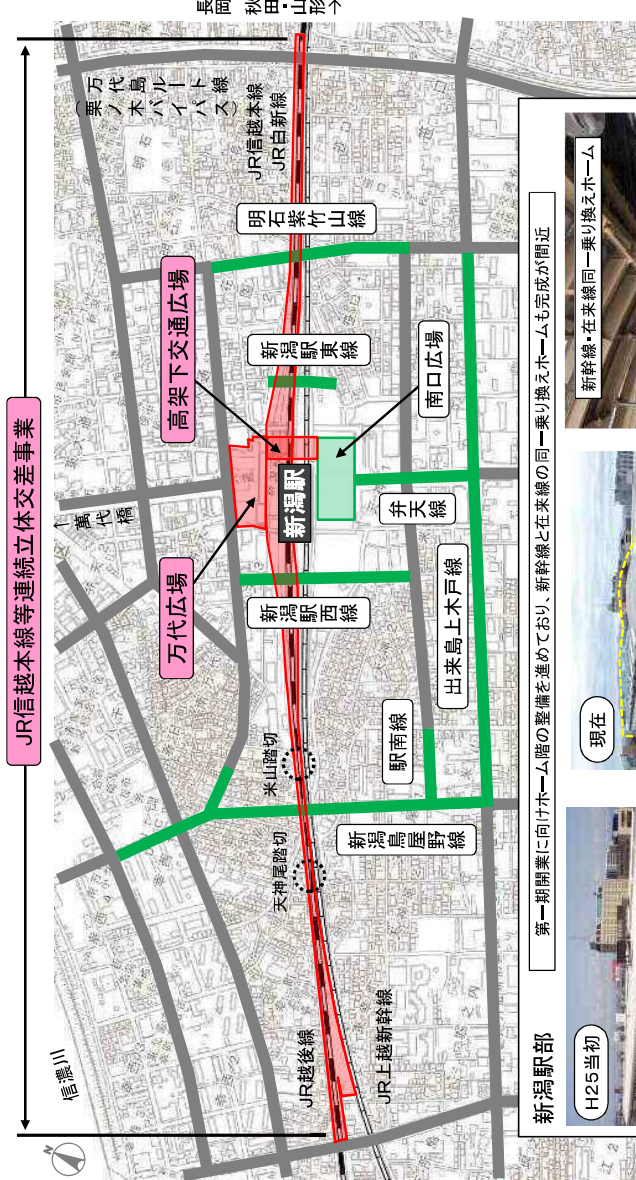 JR信越本線等連続立体交差事業
長岡 秋田・山形→
万代島ルート線
(栗ノ木バイパス)
JR信越本線
JR白新線
明石紫竹山線
高架下交通広場
新潟駅東線
南口広場
↑萬代橋
新潟駅
弁天線
万代広場
新潟駅西線
出来島上木戸線
米山踏切
駅南線
天神尾踏切
新潟鳥屋野線
信濃川
JR越後線
JR上越新幹線
N
新潟駅部
第一期開業に向けホーム階の整備を進めており、新幹線と在来線の同一乗り換えホームも完成が間近
H25当初
現在
新幹線・在来線同一乗り換えホーム